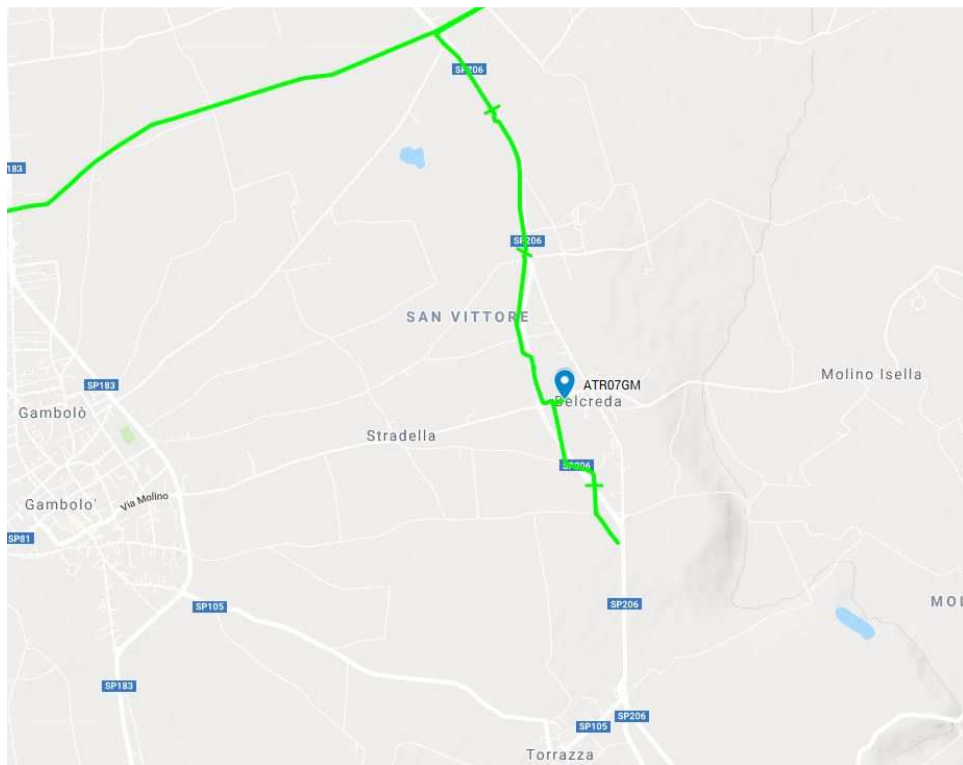 SP206
183
SP206
SAN VITTORE
Molino Isella
SP183
ATR07GM
Belcreda
Gambolò
Stradella
SP206
Gambolo'
Via Molino
SP81
SP105
SP206
MOL
SP183
SP206
SP105
Torrazza